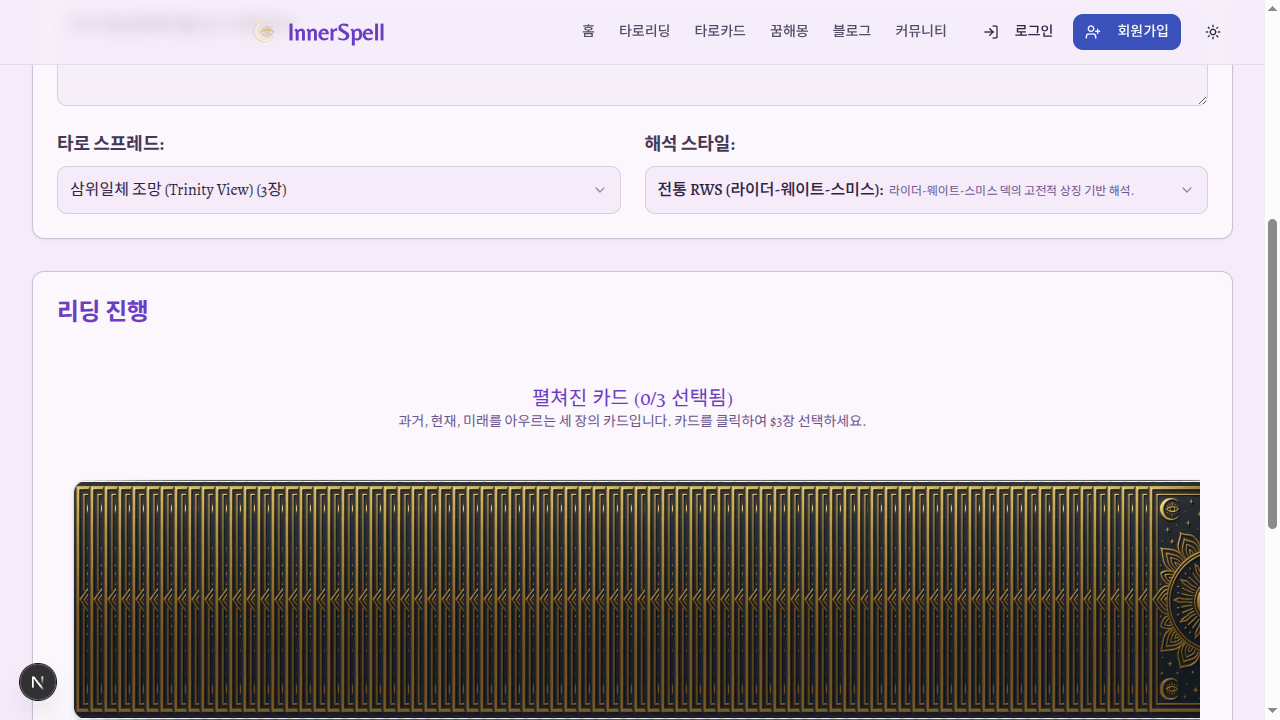 InnerSpell
홈
타로리딩
타로카드
꿈해몽
블로그
커뮤니티
로그인
회원가입
타로 스프레드:
해석 스타일:
삼위일체 조망 (Trinity View) (3장)
전통 RWS (라이더-웨이트-스미스): 라이더-웨이트-스미스 덱의 고전적 상징 기반 해석.
리딩 진행
펼쳐진 카드 (0/3 선택됨)
과거, 현재, 미래를 아우르는 세 장의 카드입니다. 카드를 클릭하여 $3장 선택하세요.
N